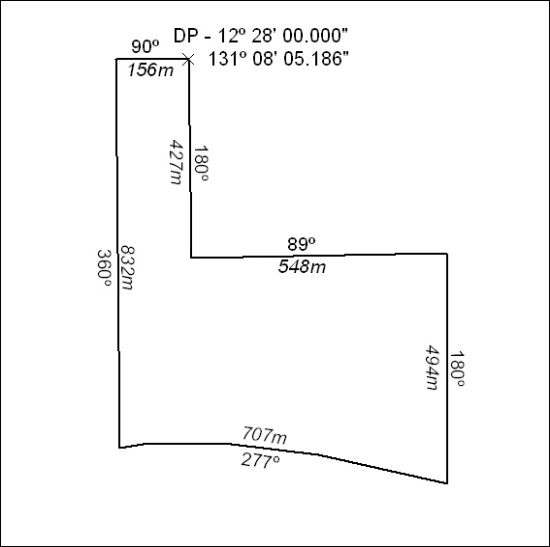 DP - 12º 28' 00.000"
90º
131º 08' 05.186"
156m
427m
180º
89º
548m
832m
360º
494m
180º
707m
277º